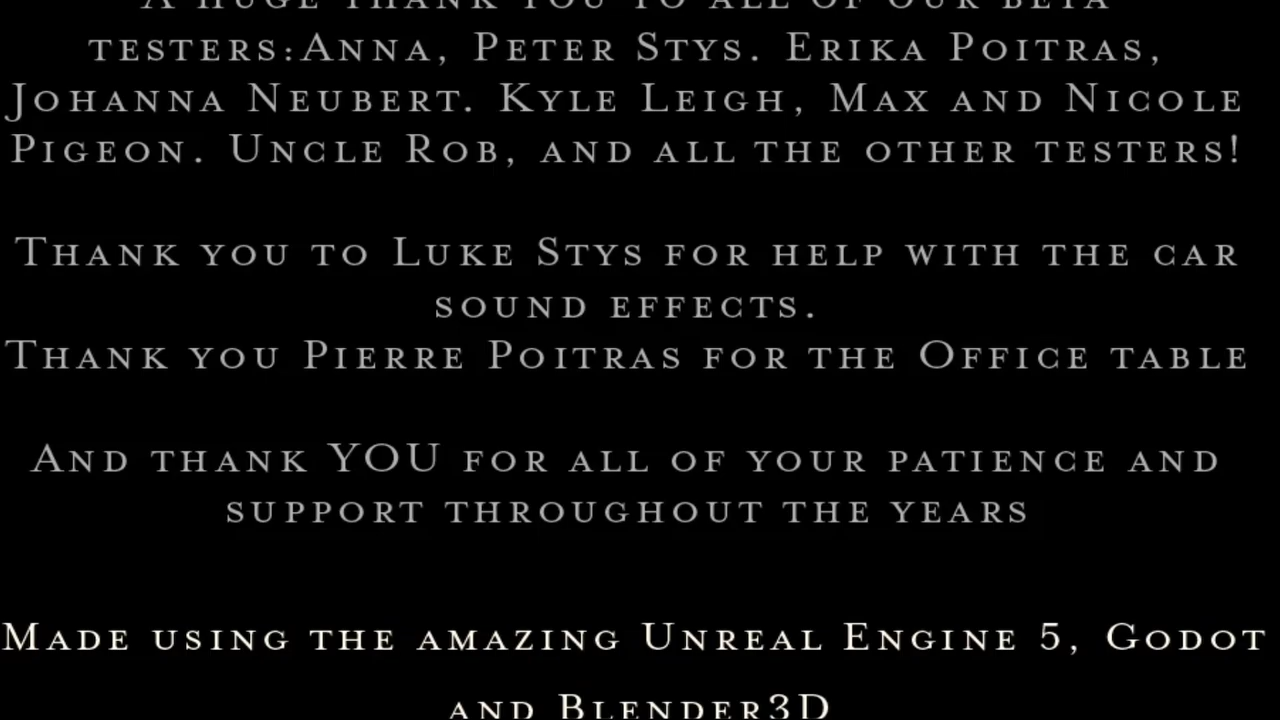 A HUGE THANK YOU TO ALL OF OUR BETA
TESTERS:ANNA, PETER STYS. ERIKA POITRAS,
JOHANNA NEUBERT. KYLE LEIGH, MAX AND NICOLE
PIGEON. UNCLE ROB, AND ALL THE OTHER TESTERS!
THANK YOU TO LUKE STYS FOR HELP WITH THE CAR
SOUND EFFECTS.
THANK YOU PIERRE POITRAS FOR THE OFFICE TABLE
AND THANK YOU FOR ALL OF YOUR PATIENCE AND
SUPPORT THROUGHOUT THE YEARS
MADE USING THE AMAZING UNREAL ENGINE 5, GODOT
AND BLENDER3D